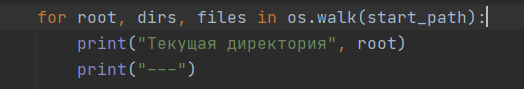 for root, dirs, files in os.walk(start_path):
print("Текущая директория", root)
print("---")